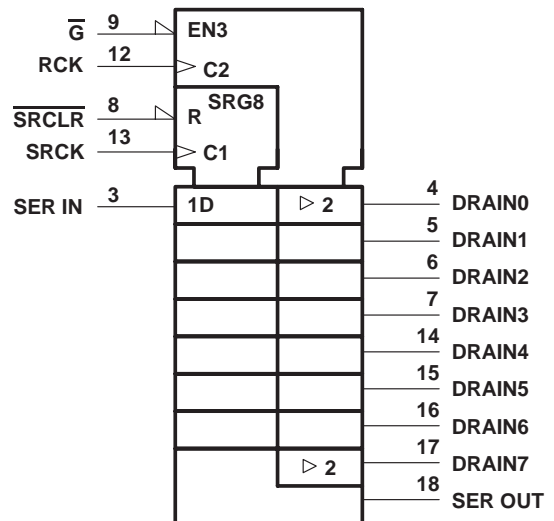 G 9 EN3
RCK 12 C2
SRG8
SRCLR 8 R
SRCK 13 C1
SER IN 3 1D 2 4 DRAIN0
5 DRAIN1
6 DRAIN2
7 DRAIN3
14 DRAIN4
15 DRAIN5
16 DRAIN6
2 17 DRAIN7
18 SER OUT